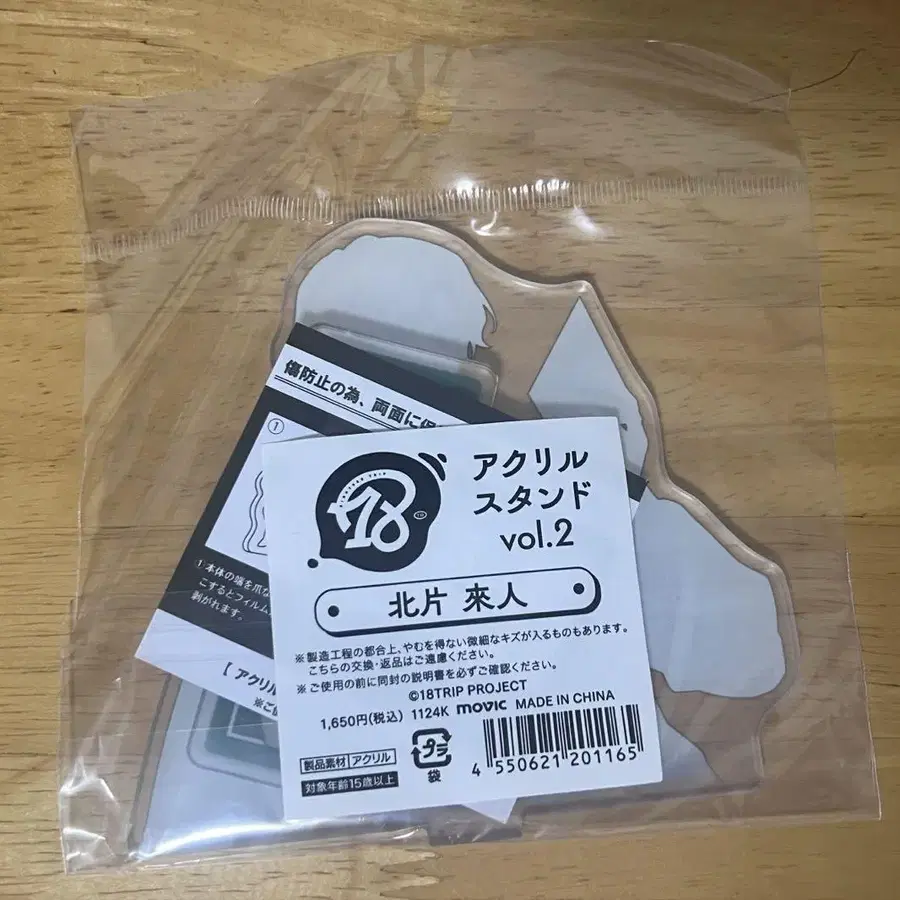 傷防止の為、両面に保
①
①本体の端を爪な
こするとフィルム
剥がれます。
【 アクリル
※ご使
18
TM
アクリル
スタンド
vol.2
北片 來人
※製造工程の都合上、やむを得ない微細なキズが入るものもあります。
こちらの交換・返品はご遠慮ください。
※ご使用の前に同封の説明書を必ずご確認ください。
©18TRIP PROJECT
1,650円(税込) 1124K movic MADE IN CHINA
製品素材 アクリル
対象年齢15歳以上
プラ
袋
4 550621 201165